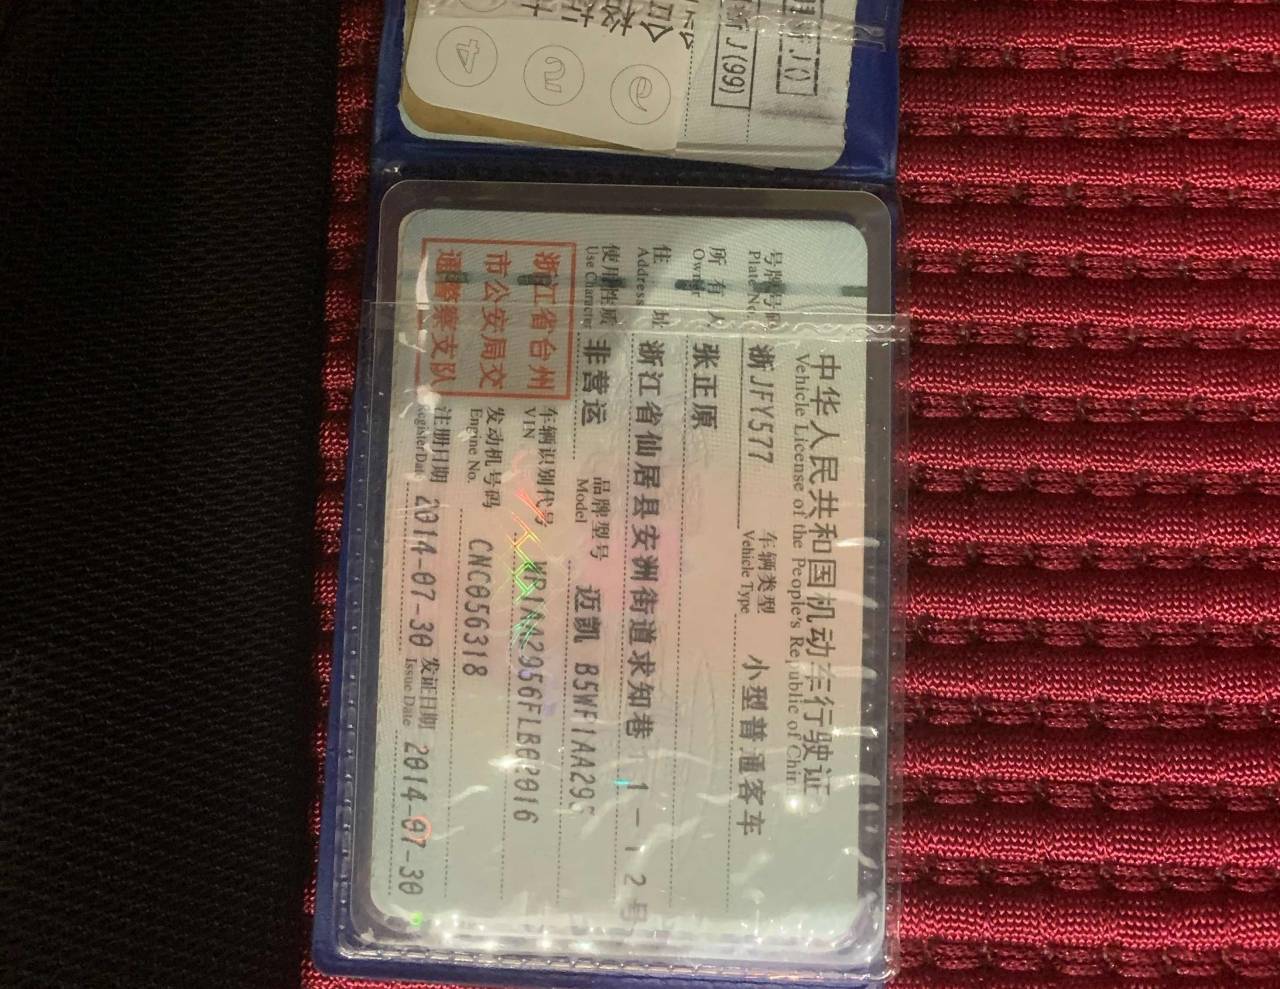 中华人民共和国机动车行驶证
Vehicle License of the People's Republic of China
号牌号码 浙JFY577 车辆类型 小型普通客车
Plate No. Vehicle Type
所有人 张正原
Owner
住址 浙江省仙居县安洲街道求知巷1-12号
Address
使用性质 非营运 品牌型号 迈凯
Use Character Model
浙江省台州
市公安局交
通警察支队
车辆识别代号
VIN
发动机号码 CNC056318
Engine No.
注册日期 2014-07-30 发证日期 2014-07-30
Register Date Issue Date
J(99)